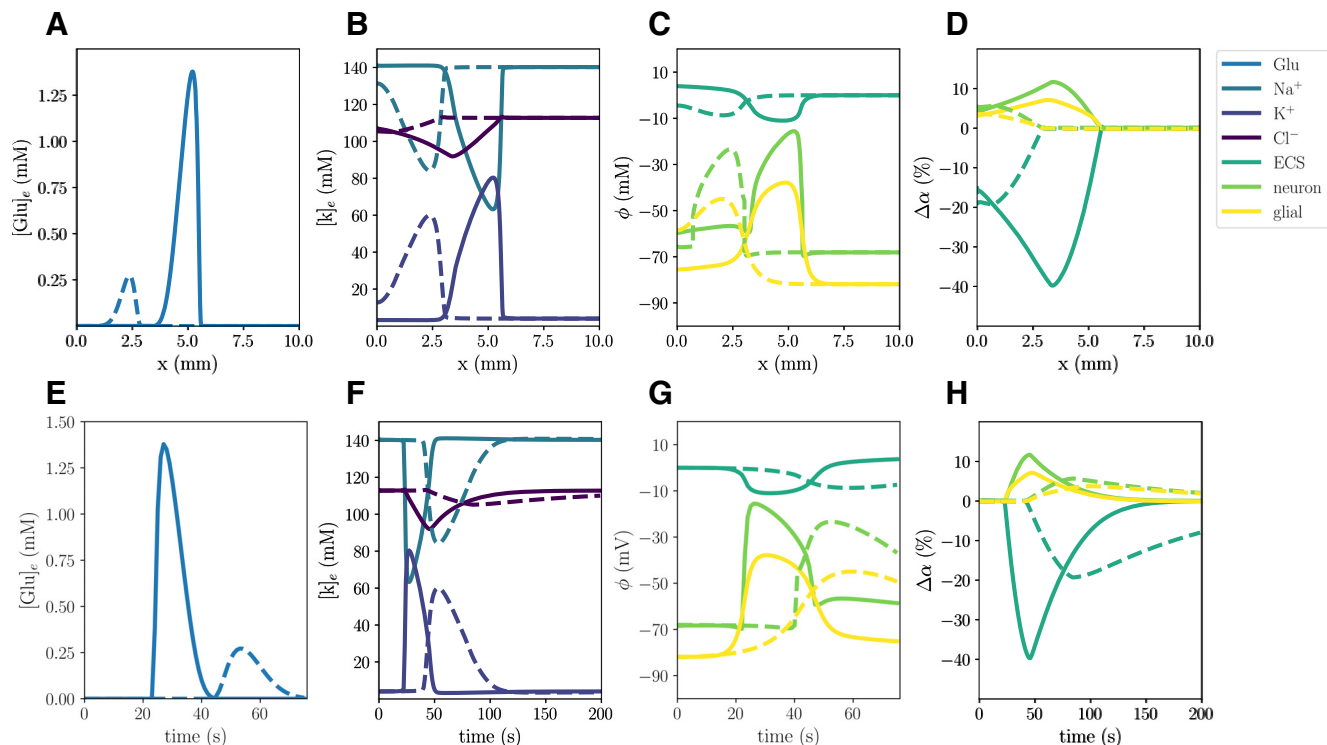 A
B
C
D
[Glu]e (mM)
1.25
1.00
0.75
0.50
0.25
0.0
2.5
5.0
7.5
10.0
x (mm)
[k]e (mM)
140
120
100
80
60
40
20
0.0
2.5
5.0
7.5
10.0
x (mm)
ϕ (mM)
10
−10
−30
−50
−70
−90
0.0
2.5
5.0
7.5
10.0
x (mm)
Δα (%)
10
0
−10
−20
−30
−40
0.0
2.5
5.0
7.5
10.0
x (mm)
Glu
Na⁺
K⁺
Cl⁻
ECS
neuron
glial
E
F
G
H
[Glu]e (mM)
1.50
1.25
1.00
0.75
0.50
0.25
0.00
0
20
40
60
time (s)
[k]e (mM)
140
120
100
80
60
40
20
0
50
100
150
200
time (s)
ϕ (mV)
10
−10
−30
−50
−70
−90
0
20
40
60
time (s)
Δα (%)
10
0
−10
−20
−30
−40
0
50
100
150
200
time (s)